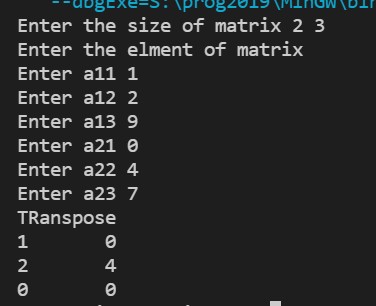 --dbgExe=S:\prog2019\MinGW\bin
Enter the size of matrix 2 3
Enter the elment of matrix
Enter a11 1
Enter a12 2
Enter a13 9
Enter a21 0
Enter a22 4
Enter a23 7
TRanspose
1 0
2 4
0 0